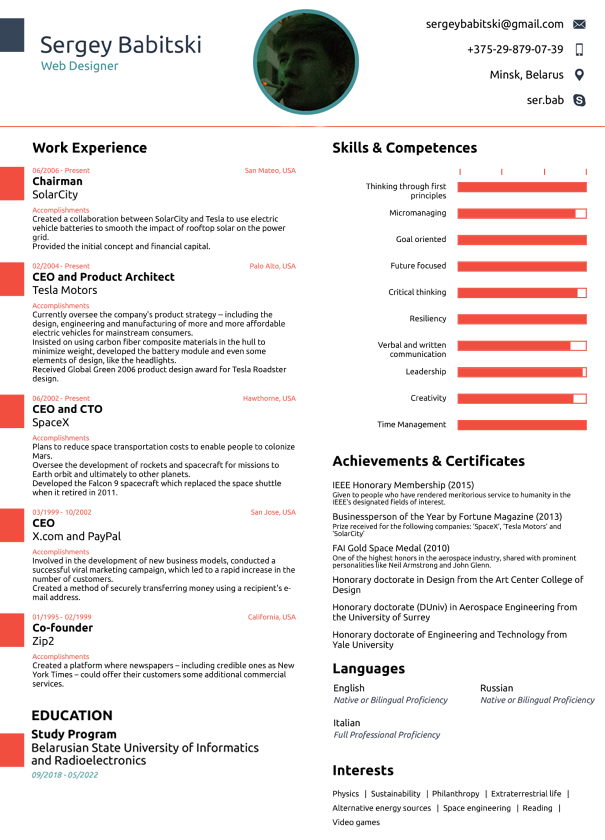 Sergey Babitski
Web Designer
sergeybabitski@gmail.com
+375-29-879-07-39
Minsk, Belarus
ser.bab
Work Experience
06/2006 - Present San Mateo, USA
Chairman
SolarCity
Accomplishments
Created a collaboration between SolarCity and Tesla to use electric
vehicle batteries to smooth the impact of rooftop solar on the power
grid.
Provided the initial concept and financial capital.
02/2004 - Present Palo Alto, USA
CEO and Product Architect
Tesla Motors
Accomplishments
Currently oversee the company's product strategy -- including the
design, engineering and manufacturing of more and more affordable
electric vehicles for mainstream consumers.
Insisted on using carbon fiber composite materials in the hull to
minimize weight, developed the battery module and even some
elements of design, like the headlights.
Received Global Green 2006 product design award for Tesla Roadster
design.
06/2002 - Present Hawthorne, USA
CEO and CTO
SpaceX
Accomplishments
Plans to reduce space transportation costs to enable people to colonize
Mars.
Oversee the development of rockets and spacecraft for missions to
Earth orbit and ultimately to other planets.
Developed the Falcon 9 spacecraft which replaced the space shuttle
when it retired in 2011.
03/1999 - 10/2002 San Jose, USA
CEO
X.com and PayPal
Accomplishments
Involved in the development of new business models, conducted a
successful viral marketing campaign, which led to a rapid increase in the
number of customers.
Created a method of securely transferring money using a recipient's e-
mail address.
01/1995 - 02/1999 California, USA
Co-founder
Zip2
Accomplishments
Created a platform where newspapers – including credible ones as New
York Times – could offer their customers some additional commercial
services.
EDUCATION
Study Program
Belarusian State University of Informatics
and Radioelectronics
09/2018 - 05/2022
Skills & Competences
Thinking through first
principles
Micromanaging
Goal oriented
Future focused
Critical thinking
Resiliency
Verbal and written
communication
Leadership
Creativity
Time Management
Achievements & Certificates
IEEE Honorary Membership (2015)
Given to people who have rendered meritorious service to humanity in the
IEEE's designated fields of interest.
Businessperson of the Year by Fortune Magazine (2013)
Prize received for the following companies: 'SpaceX', 'Tesla Motors' and
'SolarCity'
FAI Gold Space Medal (2010)
One of the highest honors in the aerospace industry, shared with prominent
personalities like Neil Armstrong and John Glenn.
Honorary doctorate in Design from the Art Center College of
Design
Honorary doctorate (DUniv) in Aerospace Engineering from
the University of Surrey
Honorary doctorate of Engineering and Technology from
Yale University
Languages
English Russian
Native or Bilingual Proficiency Native or Bilingual Proficiency
Italian
Full Professional Proficiency
Interests
Physics | Sustainability | Philanthropy | Extraterrestrial life |
Alternative energy sources | Space engineering | Reading |
Video games